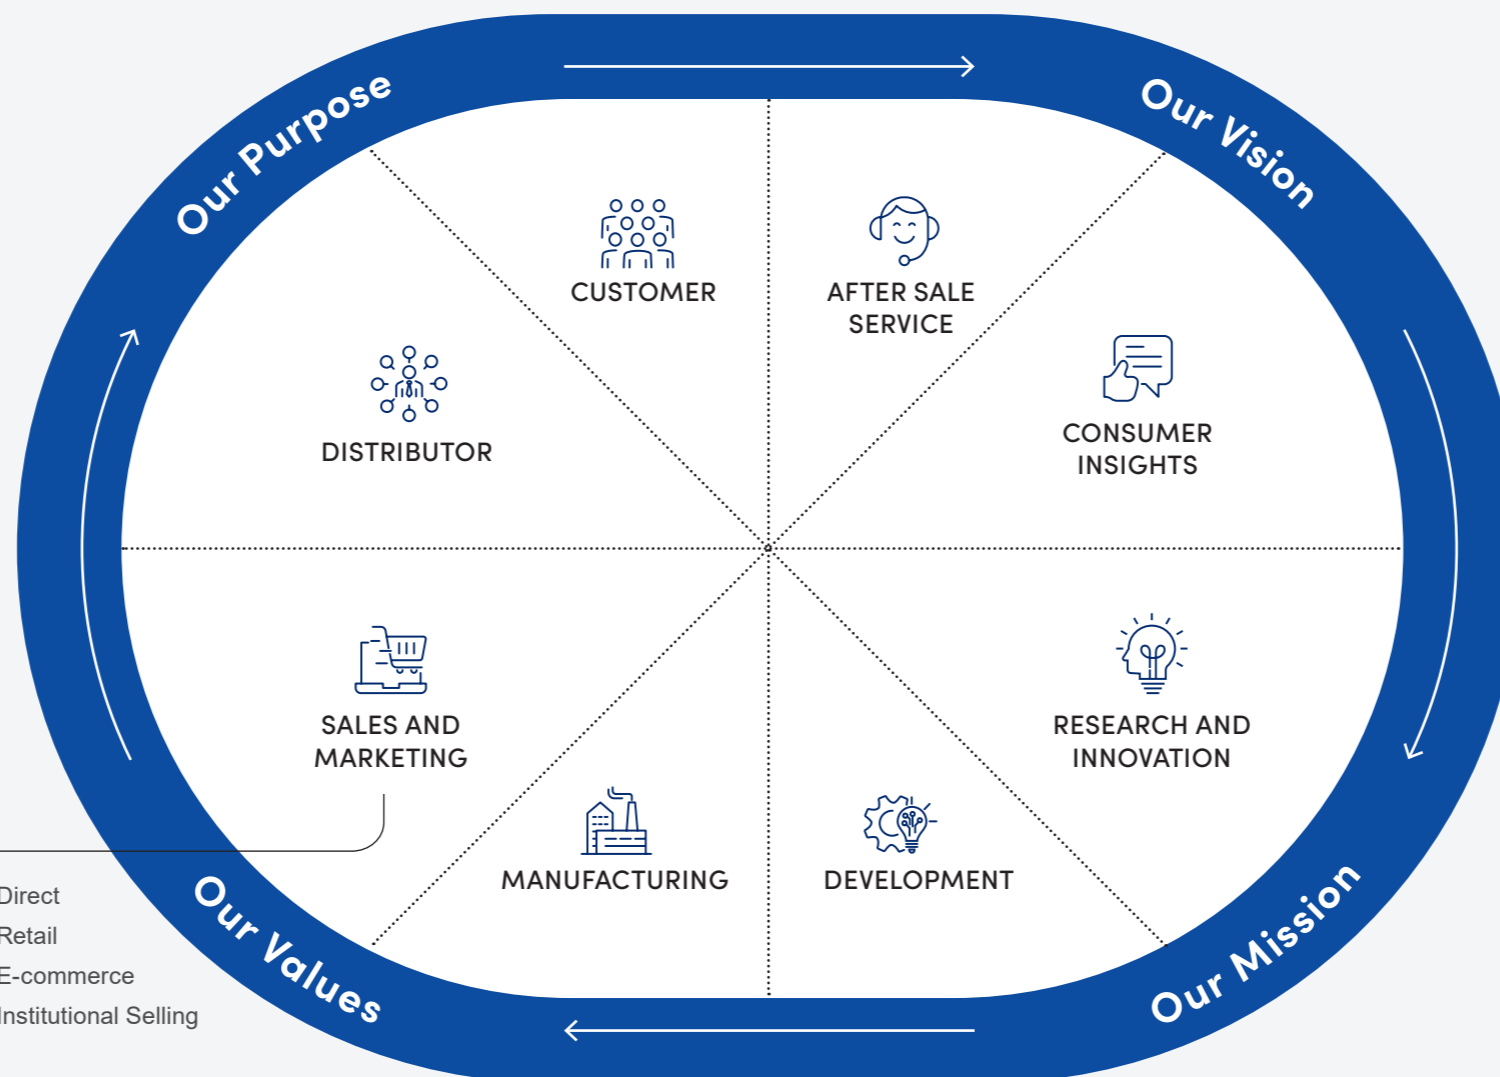 Our Purpose
Our Vision
CUSTOMER
AFTER SALE
SERVICE
DISTRIBUTOR
CONSUMER
INSIGHTS
SALES AND
MARKETING
RESEARCH AND
INNOVATION
MANUFACTURING
DEVELOPMENT
Our Values
Our Mission
Direct
Retail
E-commerce
Institutional Selling